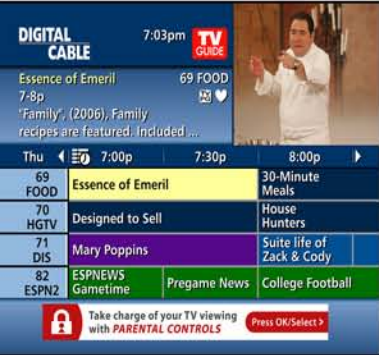 DIGITAL CABLE
7:03pm
TV GUIDE
Essence of Emeril 69 FOOD
7-8p
"Family", (2006), Family
recipes are featured. Included ...
Thu 7:00p 7:30p 8:00p
69 FOOD Essence of Emeril 30-Minute Meals
70 HGTV Designed to Sell House Hunters
71 DIS Mary Poppins Suite life of Zack & Cody
82 ESPN2 ESPNEWS Gametime Pregame News College Football
Take charge of your TV viewing
with PARENTAL CONTROLS
Press OK/Select >